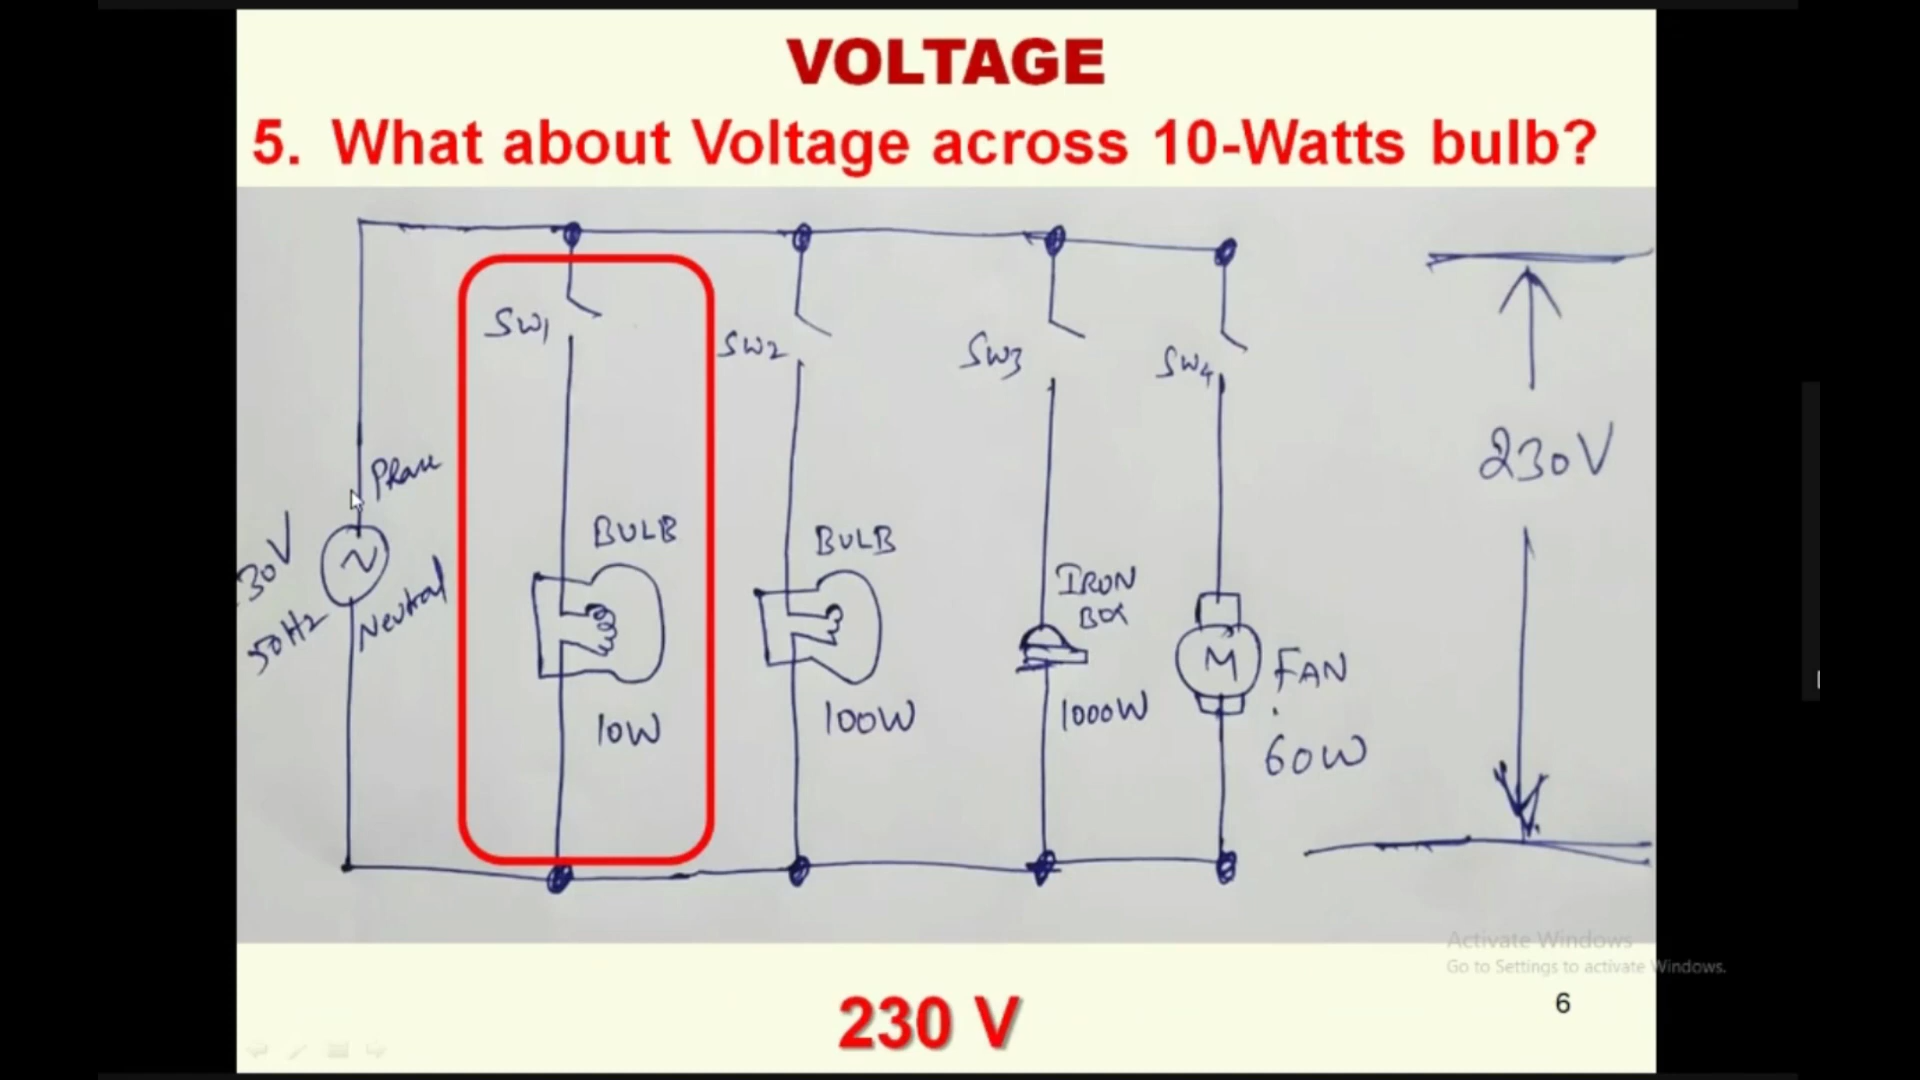 VOLTAGE
5. What about Voltage across 10-Watts bulb?
SW1
SW2
SW3
SW4
Phase
230V
30V
50Hz
Neutral
BULB
10W
BULB
100W
IRON
BOX
1000W
M
FAN
60W
Activate Windows
Go to Settings to activate Windows.
6
230 V